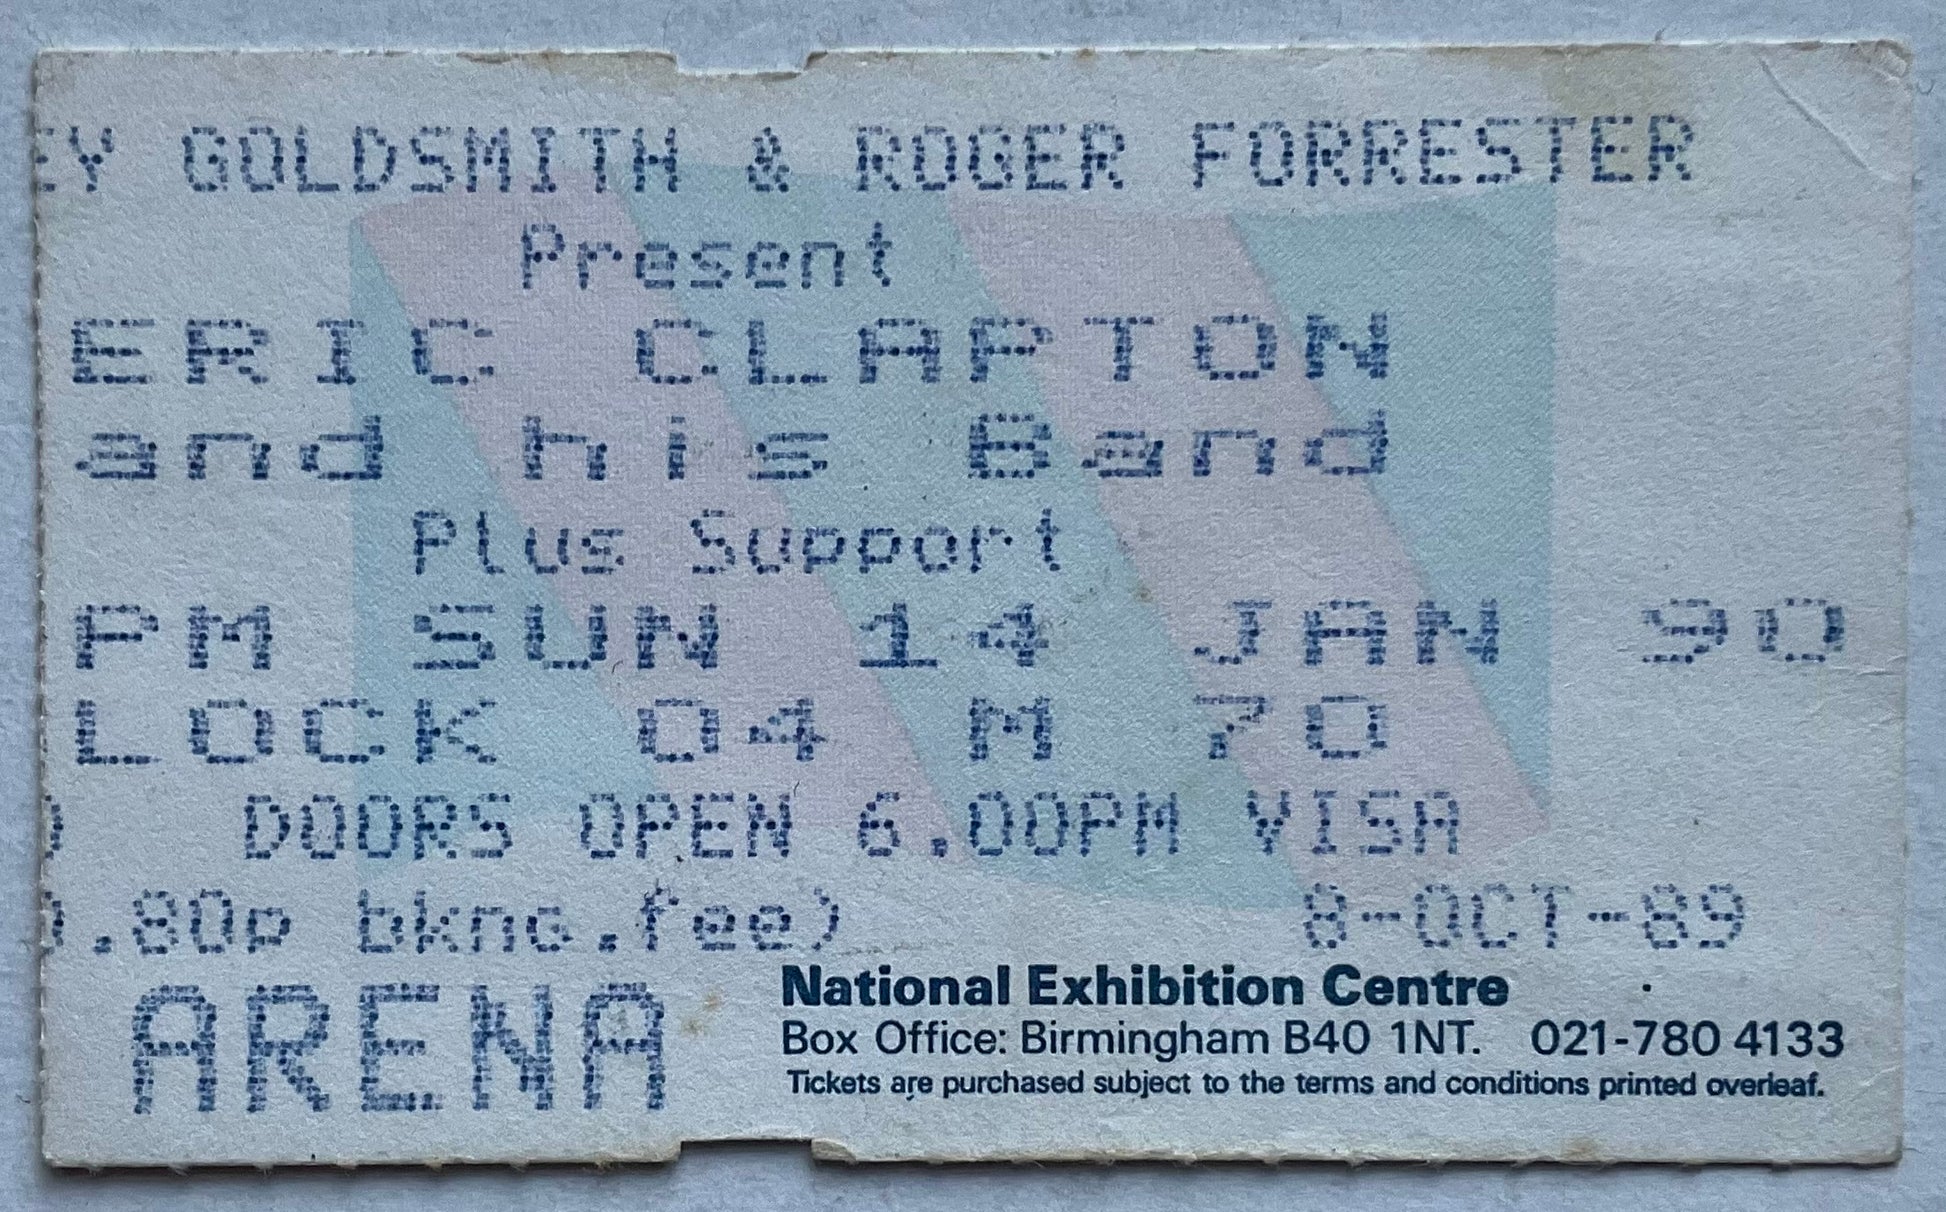 EY GOLDSMITH & ROGER FORRESTER
Present
ERIC CLAPTON
and his Band
Plus Support
PM SUN 14 JAN 90
LOCK 04 M 70
) DOORS OPEN 6.00PM VISA
.80p bkng.fee) 8-OCT-89
ARENA
National Exhibition Centre
Box Office: Birmingham B40 1NT. 021-780 4133
Tickets are purchased subject to the terms and conditions printed overleaf.